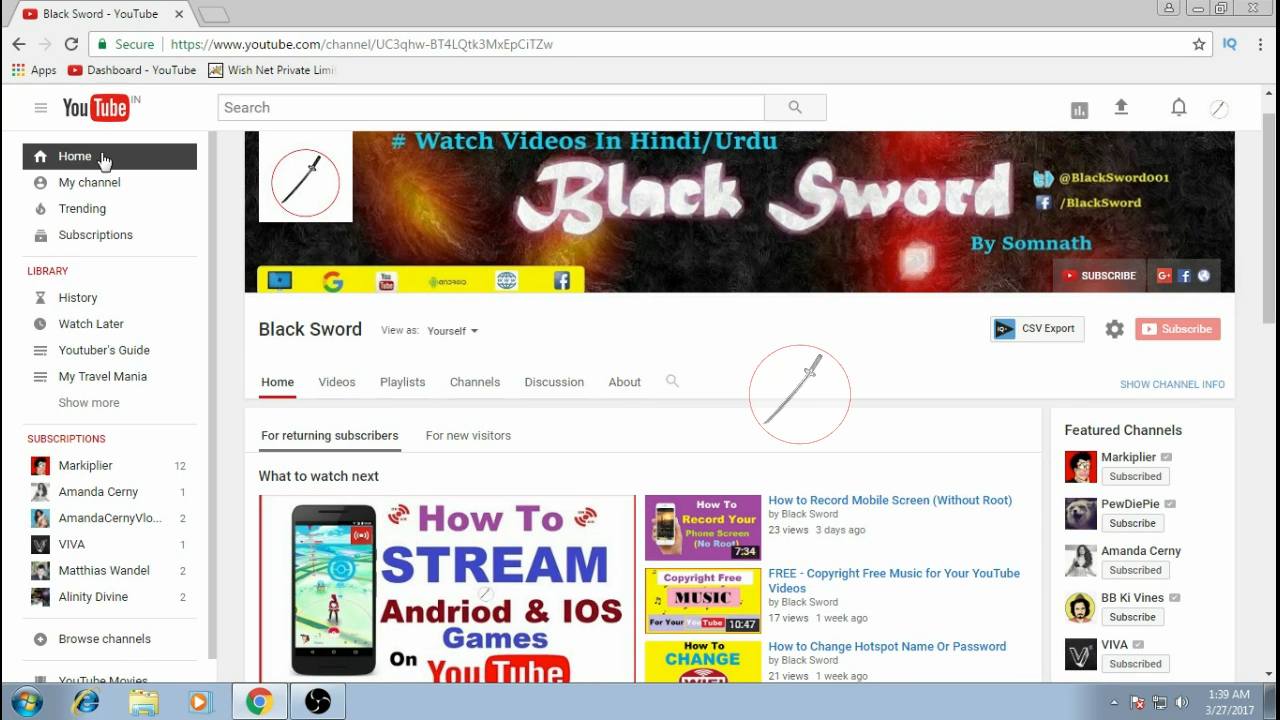 Black Sword - YouTube
Secure
https://www.youtube.com/channel/UC3qhw-BT4LQtk3MxEpCiTZw
IQ
Apps
Dashboard - YouTube
Wish Net Private Limi
YouTube IN
Search
Home
My channel
Trending
Subscriptions
LIBRARY
History
Watch Later
Youtuber's Guide
My Travel Mania
Show more
SUBSCRIPTIONS
Markiplier 12
Amanda Cerny 1
AmandaCernyVlo... 2
VIVA 1
Matthias Wandel 2
Alinity Divine 2
Browse channels
YouTube Movies
# Watch Videos In Hindi/Urdu
Black Sword
@BlackSword001
/BlackSword
By Somnath
G
You Tube
android
SUBSCRIBE
G+
Black Sword
View as: Yourself
IQ
CSV Export
Subscribe
Home Videos Playlists Channels Discussion About
SHOW CHANNEL INFO
For returning subscribers For new visitors
What to watch next
How To
STREAM
Andriod & IOS
Games
On YouTube
How To
Record Your
Phone Screen
(No Root)
7:34
How to Record Mobile Screen (Without Root)
by Black Sword
23 views 3 days ago
Copyright Free
MUSIC
For Your YouTube
10:47
FREE - Copyright Free Music for Your YouTube
Videos
by Black Sword
17 views 1 week ago
How To
CHANGE
WIFI
How to Change Hotspot Name Or Password
by Black Sword
21 views 1 week ago
Featured Channels
Markiplier
Subscribed
PewDiePie
Subscribe
Amanda Cerny
Subscribed
BB Ki Vines
Subscribe
VIVA
Subscribed
1:39 AM
3/27/2017